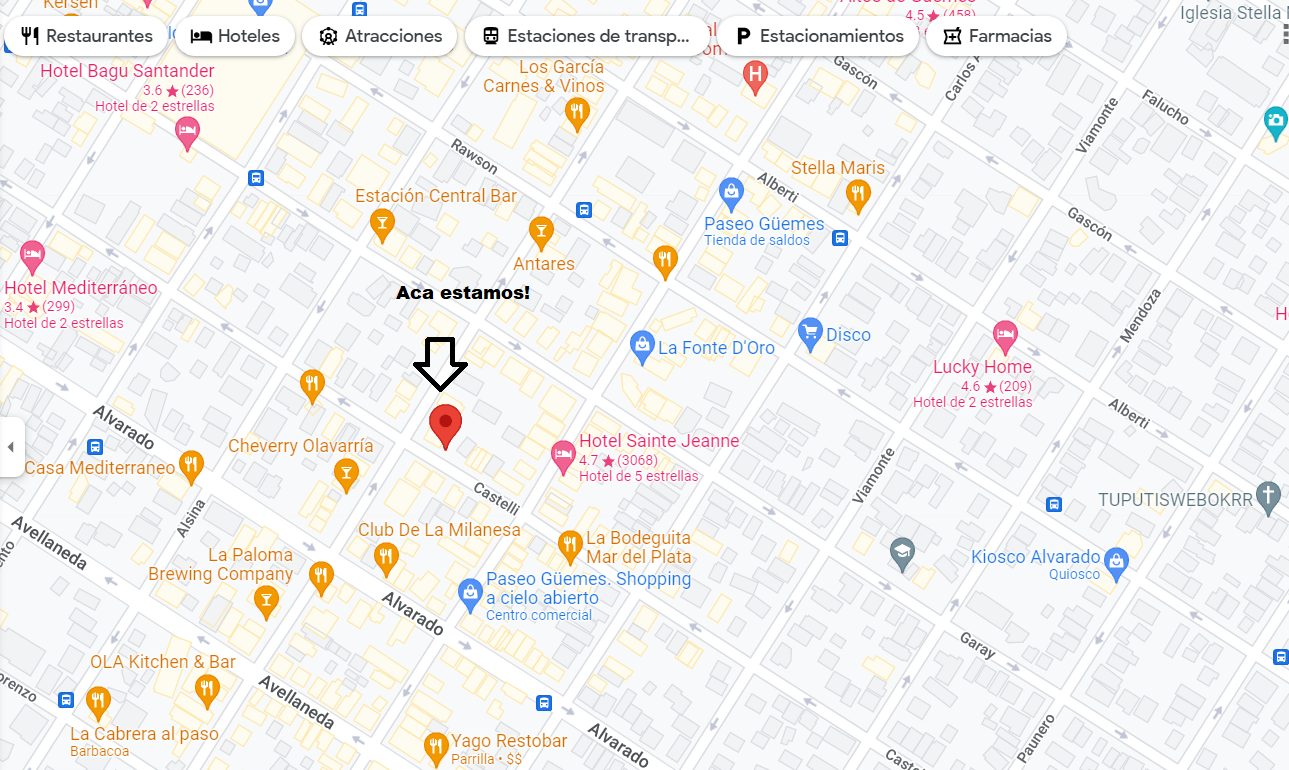 Kersen
4.5 ★ (458)
Iglesia Stella
Restaurantes
Hoteles
Atracciones
Estaciones de transp...
Estacionamientos
Farmacias
Hotel Bagu Santander
3.6 ★ (236)
Hotel de 2 estrellas
Los García
Carnes & Vinos
H
Gascón
Carlos
Falucho
Viamonte
Rawson
Alberti
Stella Maris
Estación Central Bar
Antares
Paseo Güemes
Tienda de saldos
Gascón
Hotel Mediterráneo
3.4 ★ (299)
Hotel de 2 estrellas
Aca estamos!
Mendoza
La Fonte D'Oro
Disco
Lucky Home
4.6 ★ (209)
Hotel de 2 estrellas
Alberti
Alvarado
Cheverry Olavarría
Casa Mediterraneo
Hotel Sainte Jeanne
4.7 ★ (3068)
Hotel de 5 estrellas
Viamonte
Castelli
Alsina
TUPUTISWEBOKRR
Avellaneda
Club De La Milanesa
La Bodeguita
Mar del Plata
La Paloma
Brewing Company
Kiosco Alvarado
Quiosco
Paseo Güemes. Shopping
a cielo abierto
Centro comercial
Alvarado
Garay
OLA Kitchen & Bar
Avellaneda
La Cabrera al paso
Barbacoa
Yago Restobar
Parrilla • $$
Alvarado
Paunero